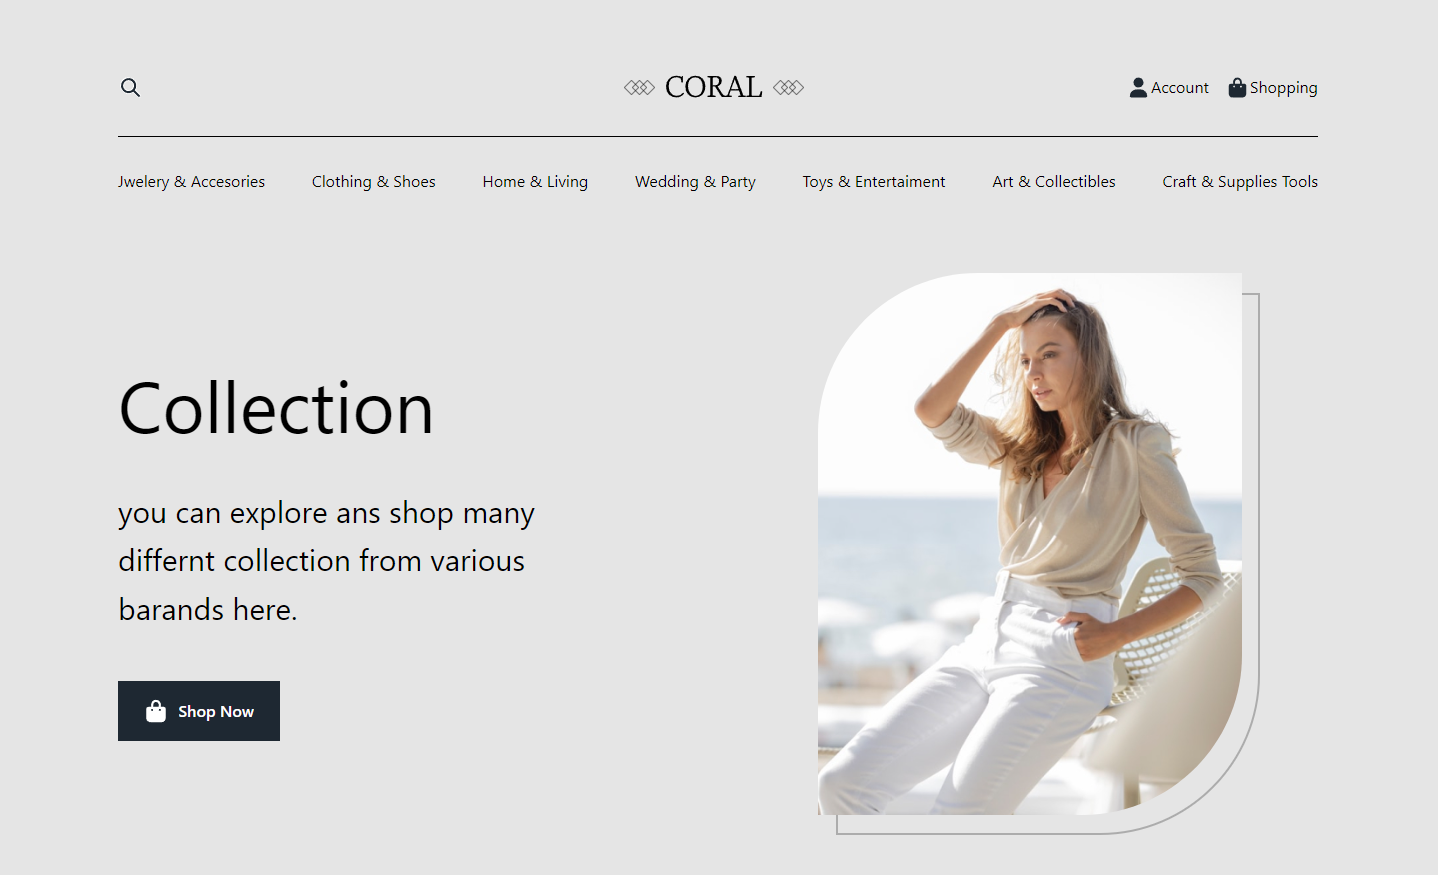 CORAL
Account Shopping
Jwelery & Accesories Clothing & Shoes Home & Living Wedding & Party Toys & Entertaiment Art & Collectibles Craft & Supplies Tools
Collection
you can explore ans shop many
differnt collection from various
barands here.
Shop Now